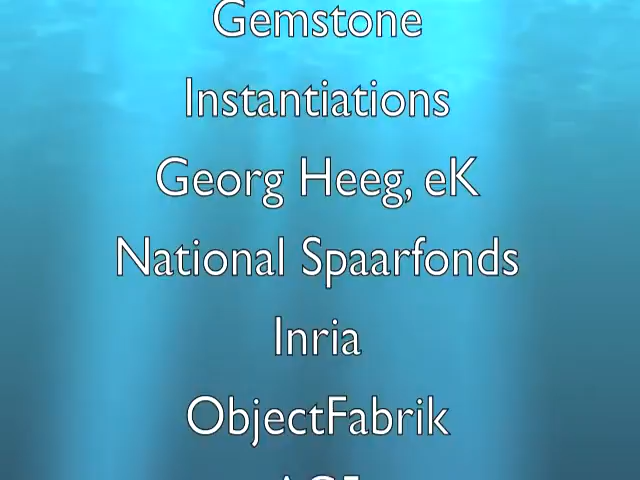 Gemstone
Instantiations
Georg Heeg, eK
National Spaarfonds
Inria
ObjectFabrik